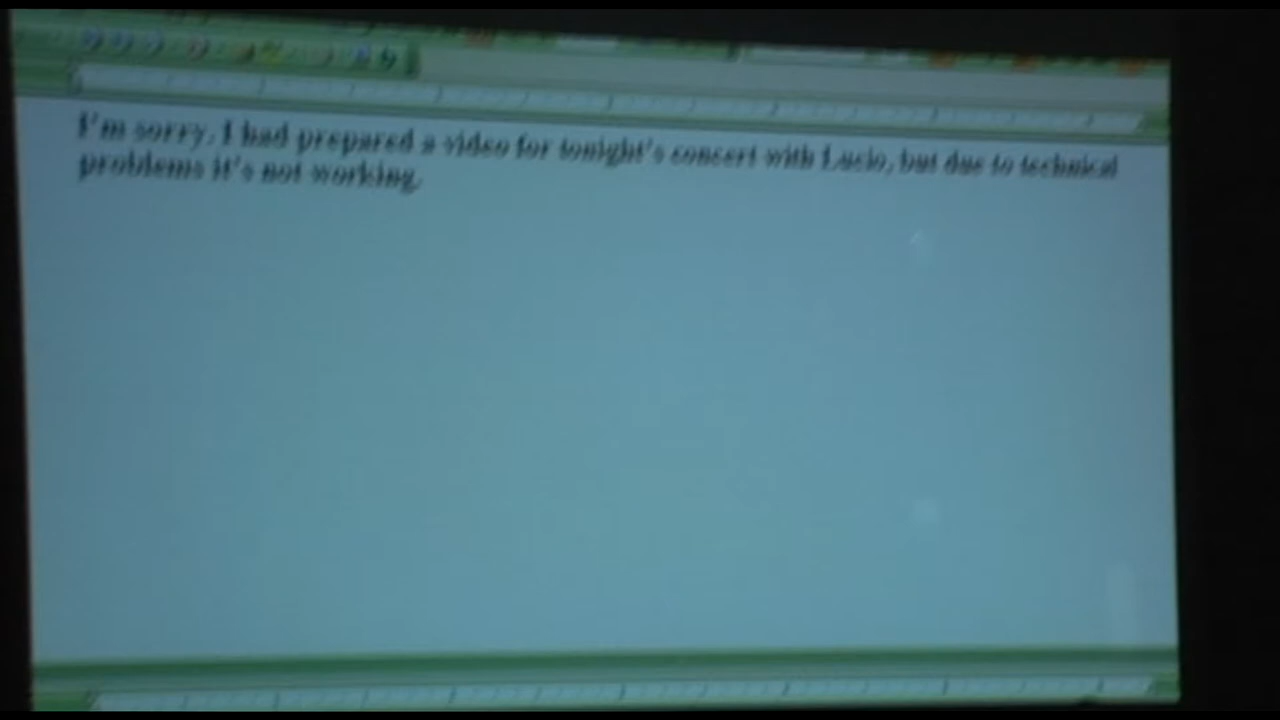 I'm sorry, I had prepared a video for tonight's concert with Lucio, but due to technical
problems it's not working.